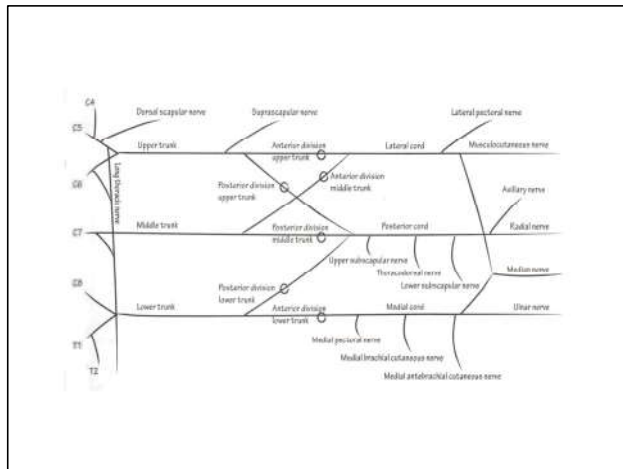 C4
Dorsal scapular nerve
Suprascapular nerve
Lateral pectoral nerve
C5
Upper trunk
Anterior division
upper trunk
Lateral cord
Musculocutaneous nerve
Long thoracic nerve
C6
Posterior division
upper trunk
Anterior division
middle trunk
Axillary nerve
C7
Middle trunk
Posterior division
middle trunk
Posterior cord
Radial nerve
Upper subscapular nerve
Thoracodorsal nerve
Lower subscapular nerve
Median nerve
C8
Posterior division
lower trunk
Lower trunk
Anterior division
lower trunk
Medial cord
Ulnar nerve
Medial pectoral nerve
T1
Medial brachial cutaneous nerve
T2
Medial antebrachial cutaneous nerve